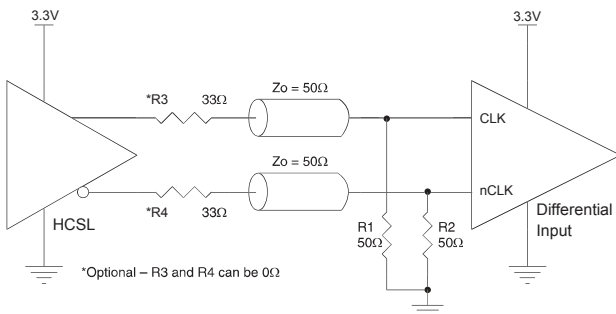 3.3V
3.3V
*R3 33Ω
Zo = 50Ω
CLK
Zo = 50Ω
nCLK
*R4 33Ω
HCSL
R1
50Ω
R2
50Ω
Differential
Input
*Optional – R3 and R4 can be 0Ω